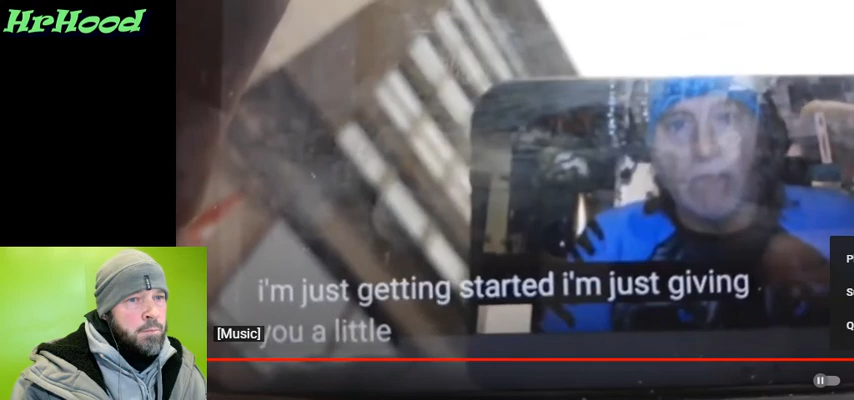 HrHood
i'm just getting started i'm just giving
you a little
[Music]
P
S
Q